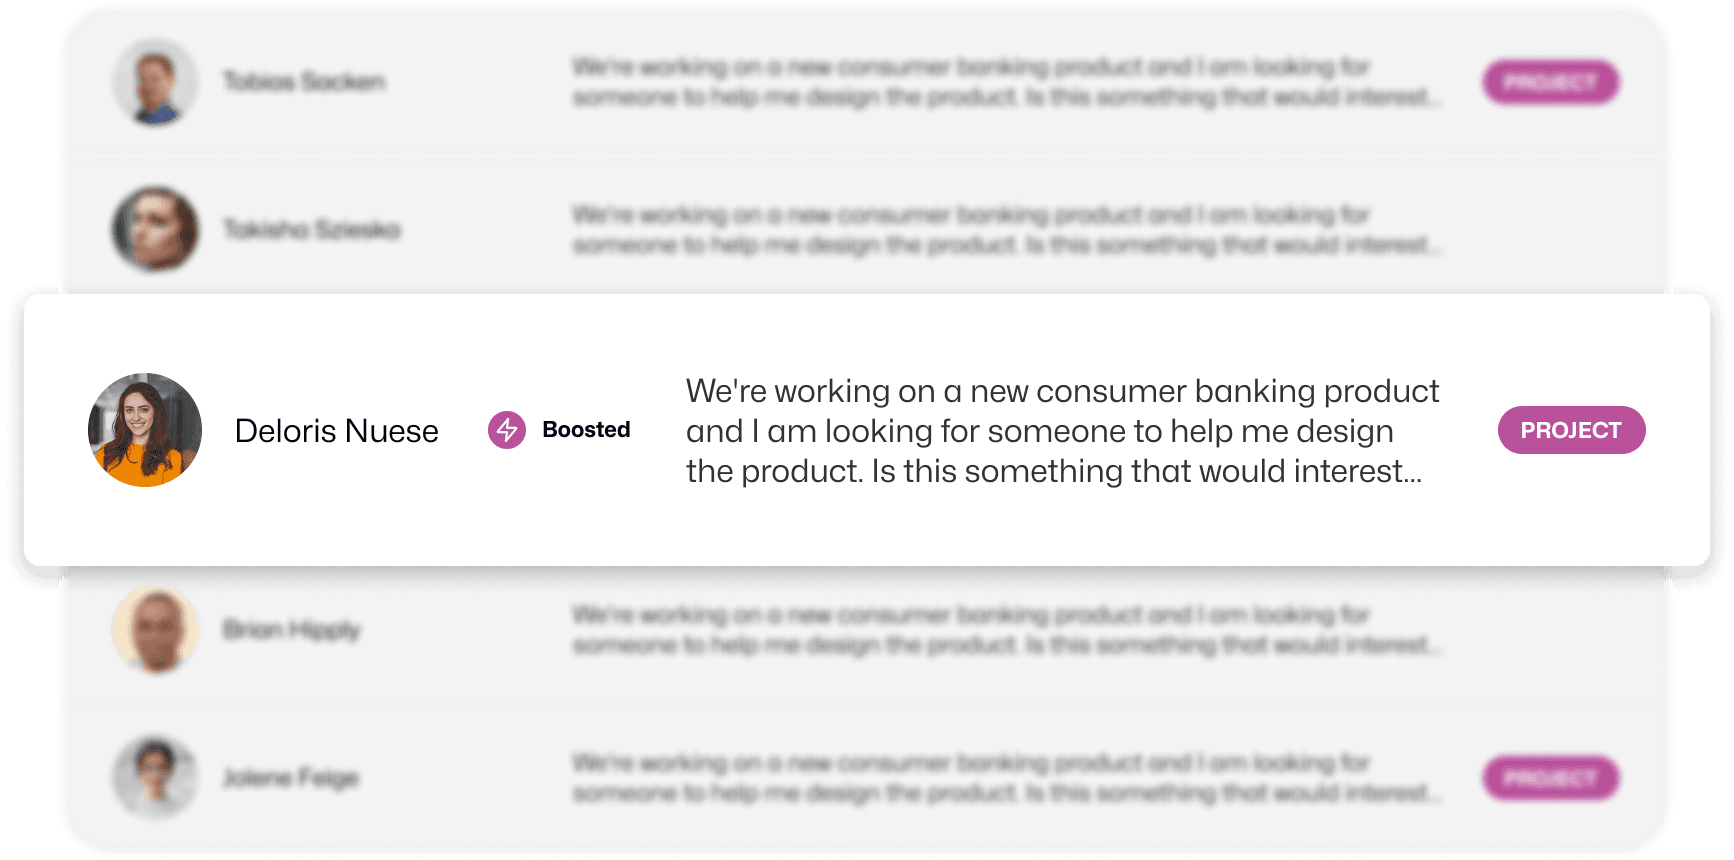 Tobias Sacken
We're working on a new consumer banking product and I am looking for
someone to help me design the product. Is this something that would interest...
PROJECT
Takisha Szieska
We're working on a new consumer banking product and I am looking for
someone to help me design the product. Is this something that would interest...
Deloris Nuese
Boosted
We're working on a new consumer banking product
and I am looking for someone to help me design
the product. Is this something that would interest...
PROJECT
Brian Hipply
We're working on a new consumer banking product and I am looking for
someone to help me design the product. Is this something that would interest...
Jolene Feige
We're working on a new consumer banking product and I am looking for
someone to help me design the product. Is this something that would interest...
PROJECT